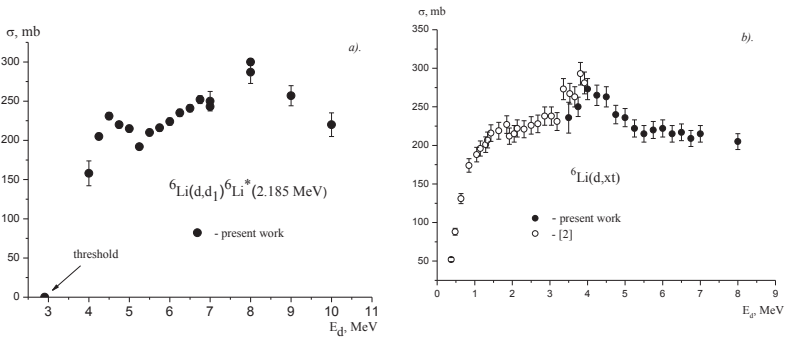 σ, mb
a).
300
250
200
150
100
50
0
⁶Li(d,d₁)⁶Li*(2.185 MeV)
- present work
threshold
3 4 5 6 7 8 9 10 11
E_d, MeV
σ, mb
b).
350
300
250
200
150
100
50
⁶Li(d,xt)
- present work
- [2]
0 1 2 3 4 5 6 7 8 9
E_d, MeV